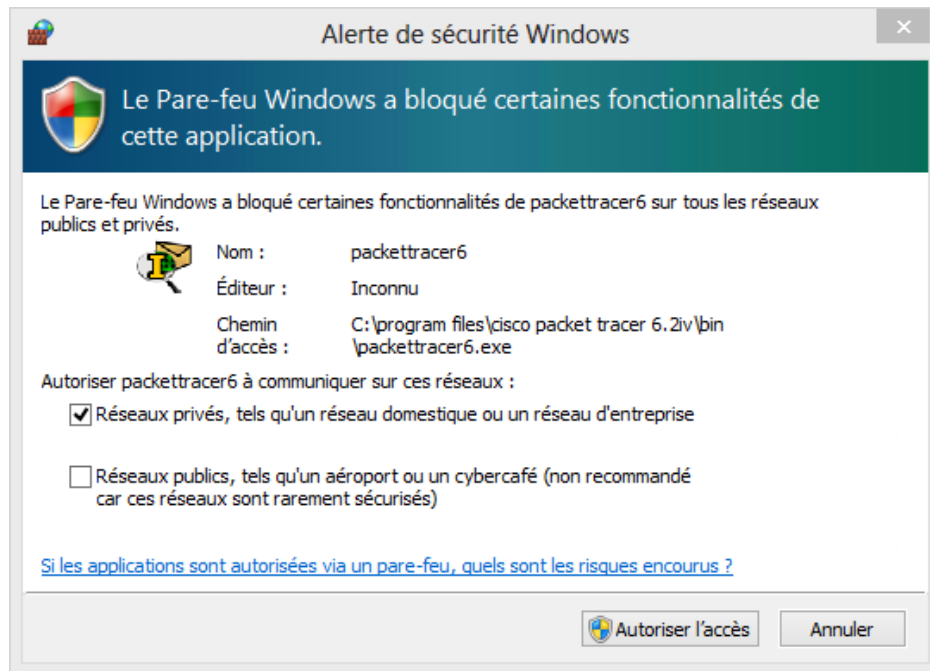 Alerte de sécurité Windows
Le Pare-feu Windows a bloqué certaines fonctionnalités de
cette application.
Le Pare-feu Windows a bloqué certaines fonctionnalités de packettracer6 sur tous les réseaux
publics et privés.
Nom : packettracer6
Éditeur : Inconnu
Chemin d'accès : C:\program files\cisco packet tracer 6.2iv\bin
\packettracer6.exe
Autoriser packettracer6 à communiquer sur ces réseaux :
Réseaux privés, tels qu'un réseau domestique ou un réseau d'entreprise
Réseaux publics, tels qu'un aéroport ou un cybercafé (non recommandé
car ces réseaux sont rarement sécurisés)
Si les applications sont autorisées via un pare-feu, quels sont les risques encourus ?
Autoriser l'accès Annuler